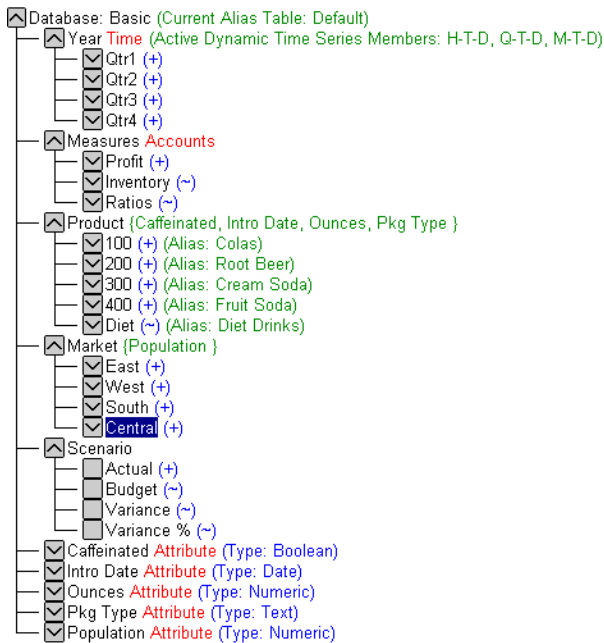 Database: Basic (Current Alias Table: Default)
Year Time (Active Dynamic Time Series Members: H-T-D, Q-T-D, M-T-D)
Qtr1 (+)
Qtr2 (+)
Qtr3 (+)
Qtr4 (+)
Measures Accounts
Profit (+)
Inventory (~)
Ratios (~)
Product {Caffeinated, Intro Date, Ounces, Pkg Type }
100 (+) (Alias: Colas)
200 (+) (Alias: Root Beer)
300 (+) (Alias: Cream Soda)
400 (+) (Alias: Fruit Soda)
Diet (~) (Alias: Diet Drinks)
Market {Population }
East (+)
West (+)
South (+)
Central (+)
Scenario
Actual (+)
Budget (~)
Variance (~)
Variance % (~)
Caffeinated Attribute (Type: Boolean)
Intro Date Attribute (Type: Date)
Ounces Attribute (Type: Numeric)
Pkg Type Attribute (Type: Text)
Population Attribute (Type: Numeric)